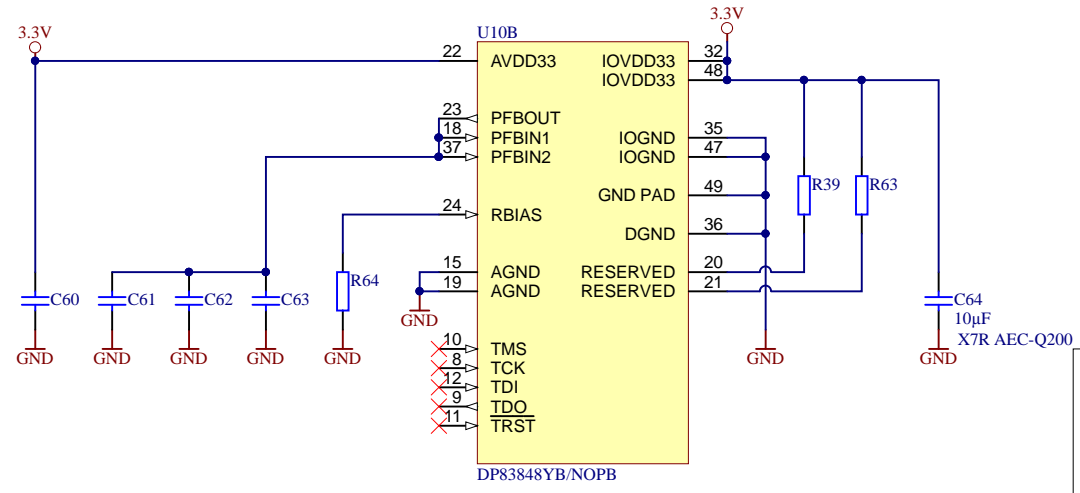 3.3V
3.3V
U10B
22 AVDD33 IOVDD33 32
IOVDD33 48
23 PFBOUT
18 PFBIN1 IOGND 35
37 PFBIN2 IOGND 47
GND PAD 49
R39 R63
24 RBIAS
DGND 36
15 AGND RESERVED 20
19 AGND RESERVED 21
R64
C60 C61 C62 C63
C64
10µF
X7R AEC-Q200
GND
GND GND GND GND GND
GND GND
10 TMS
8 TCK
12 TDI
9 TDO
11 TRST
DP83848YB/NOPB